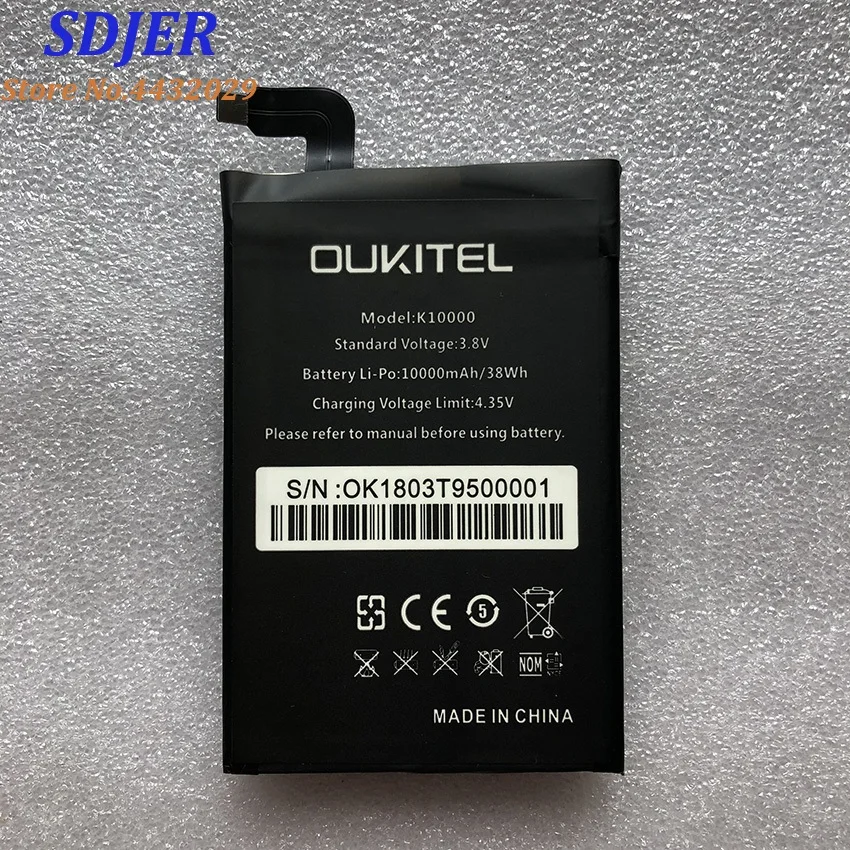 SDJER
Store No.4432029
OUKITEL
Model:K10000
Standard Voltage:3.8V
Battery Li-Po:10000mAh/38Wh
Charging Voltage Limit:4.35V
Please refer to manual before using battery.
S/N :OK1803T9500001
CE 5
NOM
MADE IN CHINA